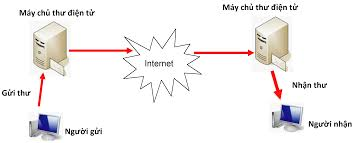 Máy chủ thư điện tử
Máy chủ thư điện tử
Internet
Gửi thư
Nhận thư
Người gửi
Người nhận